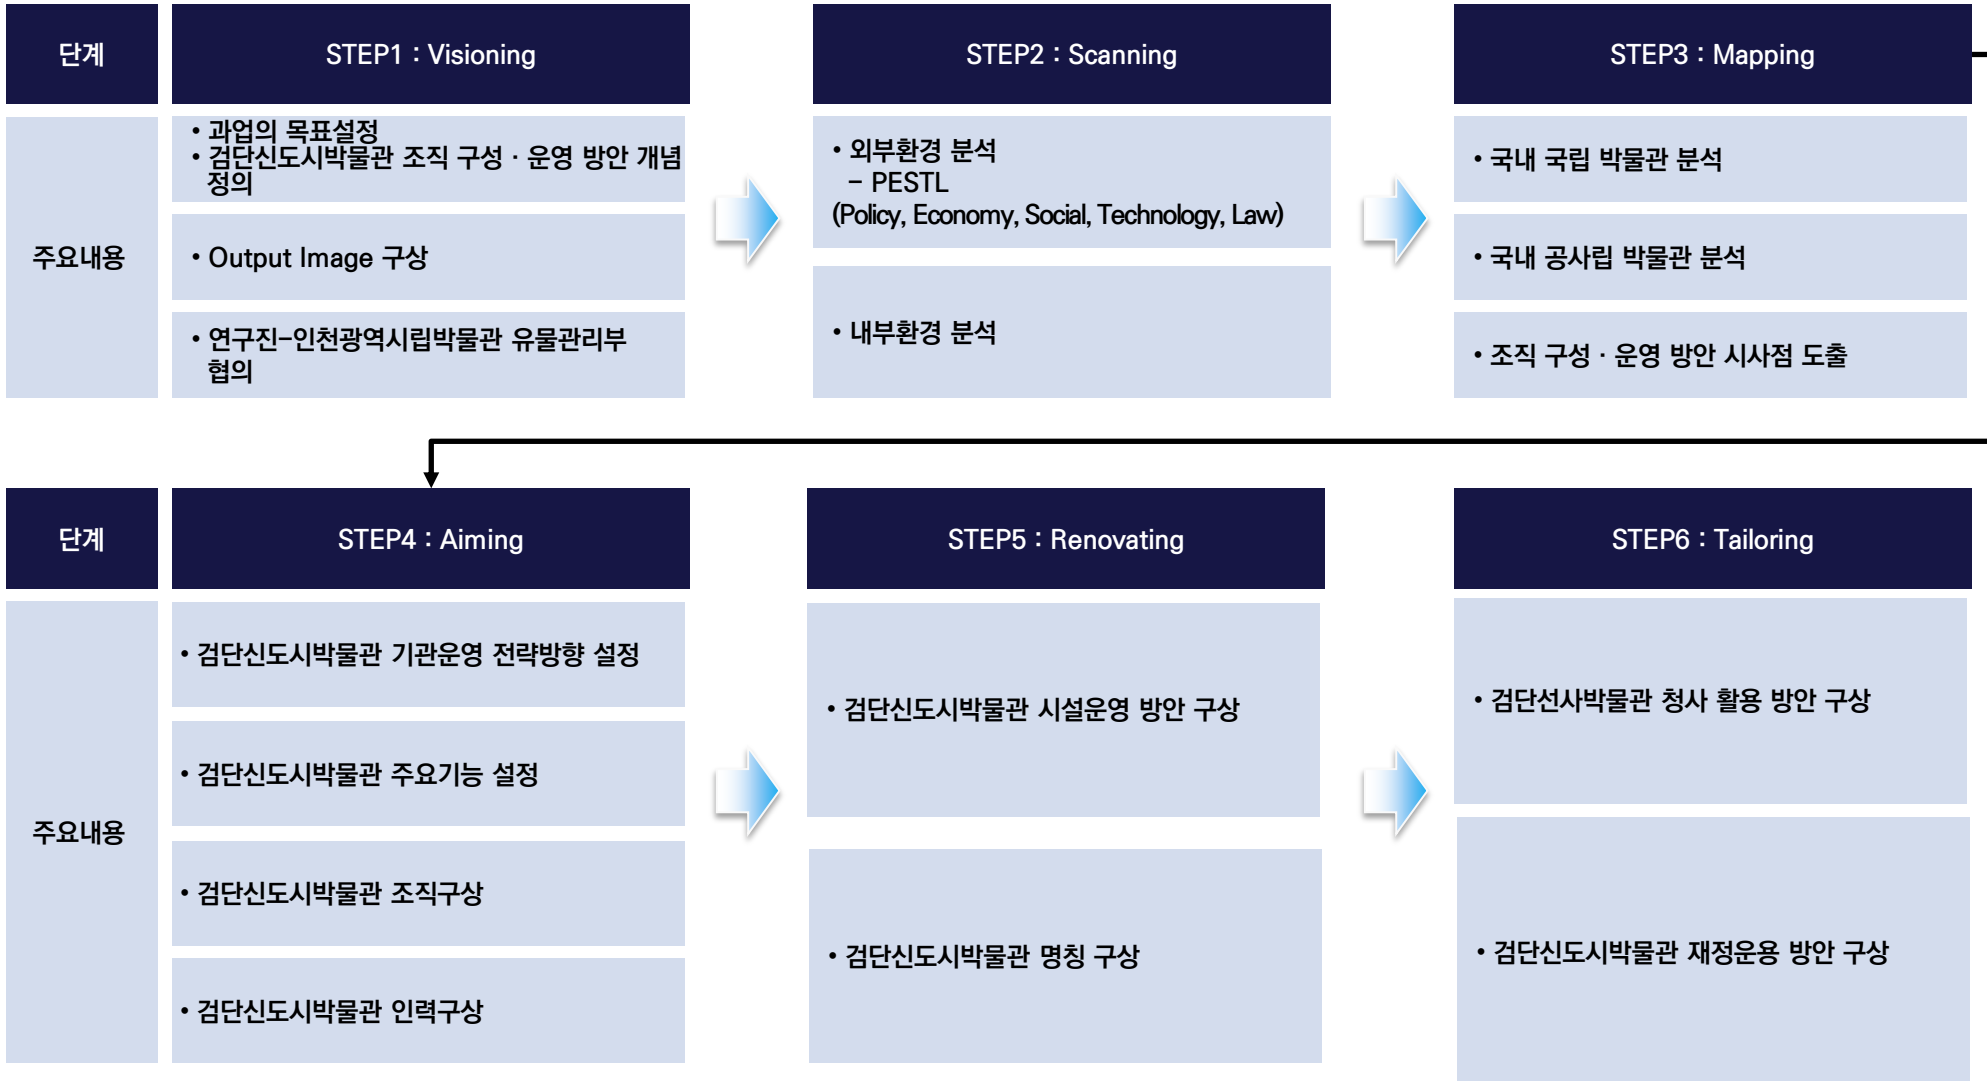 단계
STEP1 : Visioning
STEP2 : Scanning
STEP3 : Mapping
주요내용
• 과업의 목표설정
• 검단신도시박물관 조직 구성 · 운영 방안 개념
정의
• Output Image 구상
• 연구진-인천광역시립박물관 유물관리부
협의
• 외부환경 분석
- PESTL
(Policy, Economy, Social, Technology, Law)
• 내부환경 분석
• 국내 국립 박물관 분석
• 국내 공사립 박물관 분석
• 조직 구성 · 운영 방안 시사점 도출
단계
STEP4 : Aiming
STEP5 : Renovating
STEP6 : Tailoring
주요내용
• 검단신도시박물관 기관운영 전략방향 설정
• 검단신도시박물관 주요기능 설정
• 검단신도시박물관 조직구상
• 검단신도시박물관 인력구상
• 검단신도시박물관 시설운영 방안 구상
• 검단신도시박물관 명칭 구상
• 검단선사박물관 청사 활용 방안 구상
• 검단신도시박물관 재정운용 방안 구상